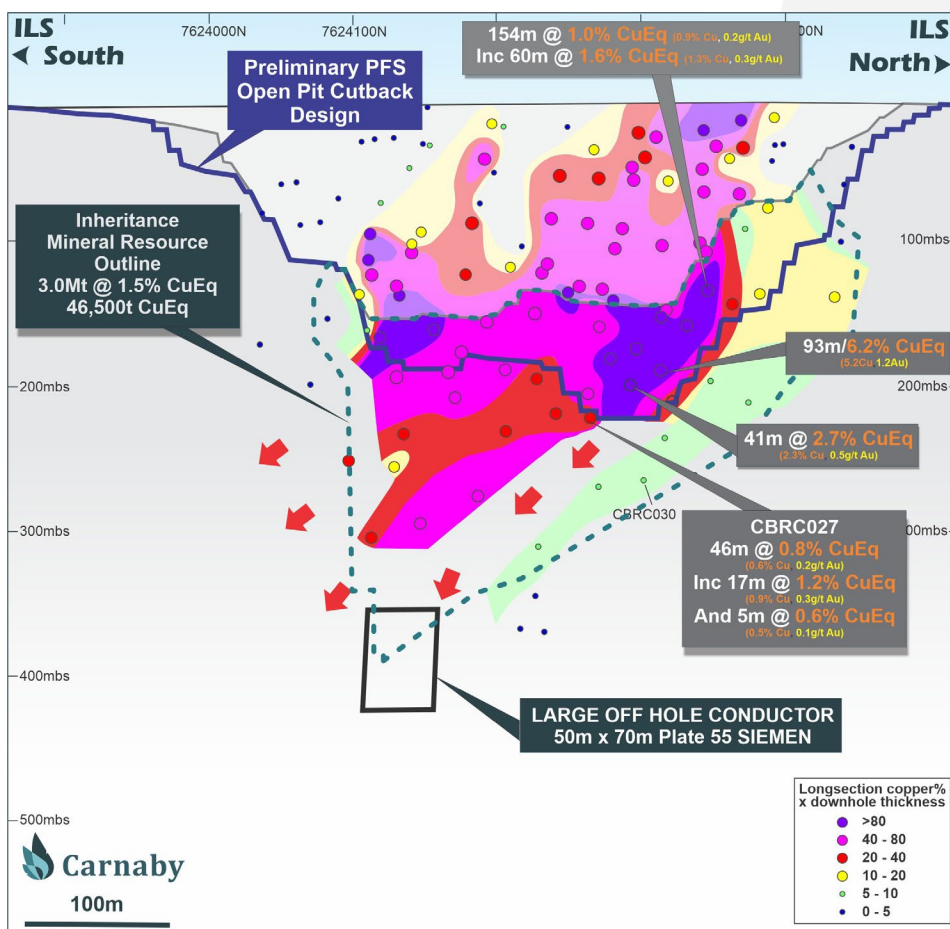 ILS
South
7624000N
7624100N
00N
ILS
North
154m @ 1.0% CuEq (0.9% Cu, 0.2g/t Au)
Inc 60m @ 1.6% CuEq (1.3% Cu, 0.3g/t Au)
Preliminary PFS
Open Pit Cutback
Design
Inheritance
Mineral Resource
Outline
3.0Mt @ 1.5% CuEq
46,500t CuEq
100mbs
93m/6.2% CuEq
(5.2Cu 1.2Au)
200mbs
200mbs
41m @ 2.7% CuEq
(2.3% Cu 0.5g/t Au)
CBRC030
300mbs
00mbs
CBRC027
46m @ 0.8% CuEq
(0.6% Cu, 0.2g/t Au)
Inc 17m @ 1.2% CuEq
(0.9% Cu, 0.3g/t Au)
And 5m @ 0.6% CuEq
(0.5% Cu, 0.1g/t Au)
400mbs
LARGE OFF HOLE CONDUCTOR
50m x 70m Plate 55 SIEMEN
500mbs
Longsection copper%
x downhole thickness
>80
40 - 80
20 - 40
10 - 20
5 - 10
0 - 5
Carnaby
100m